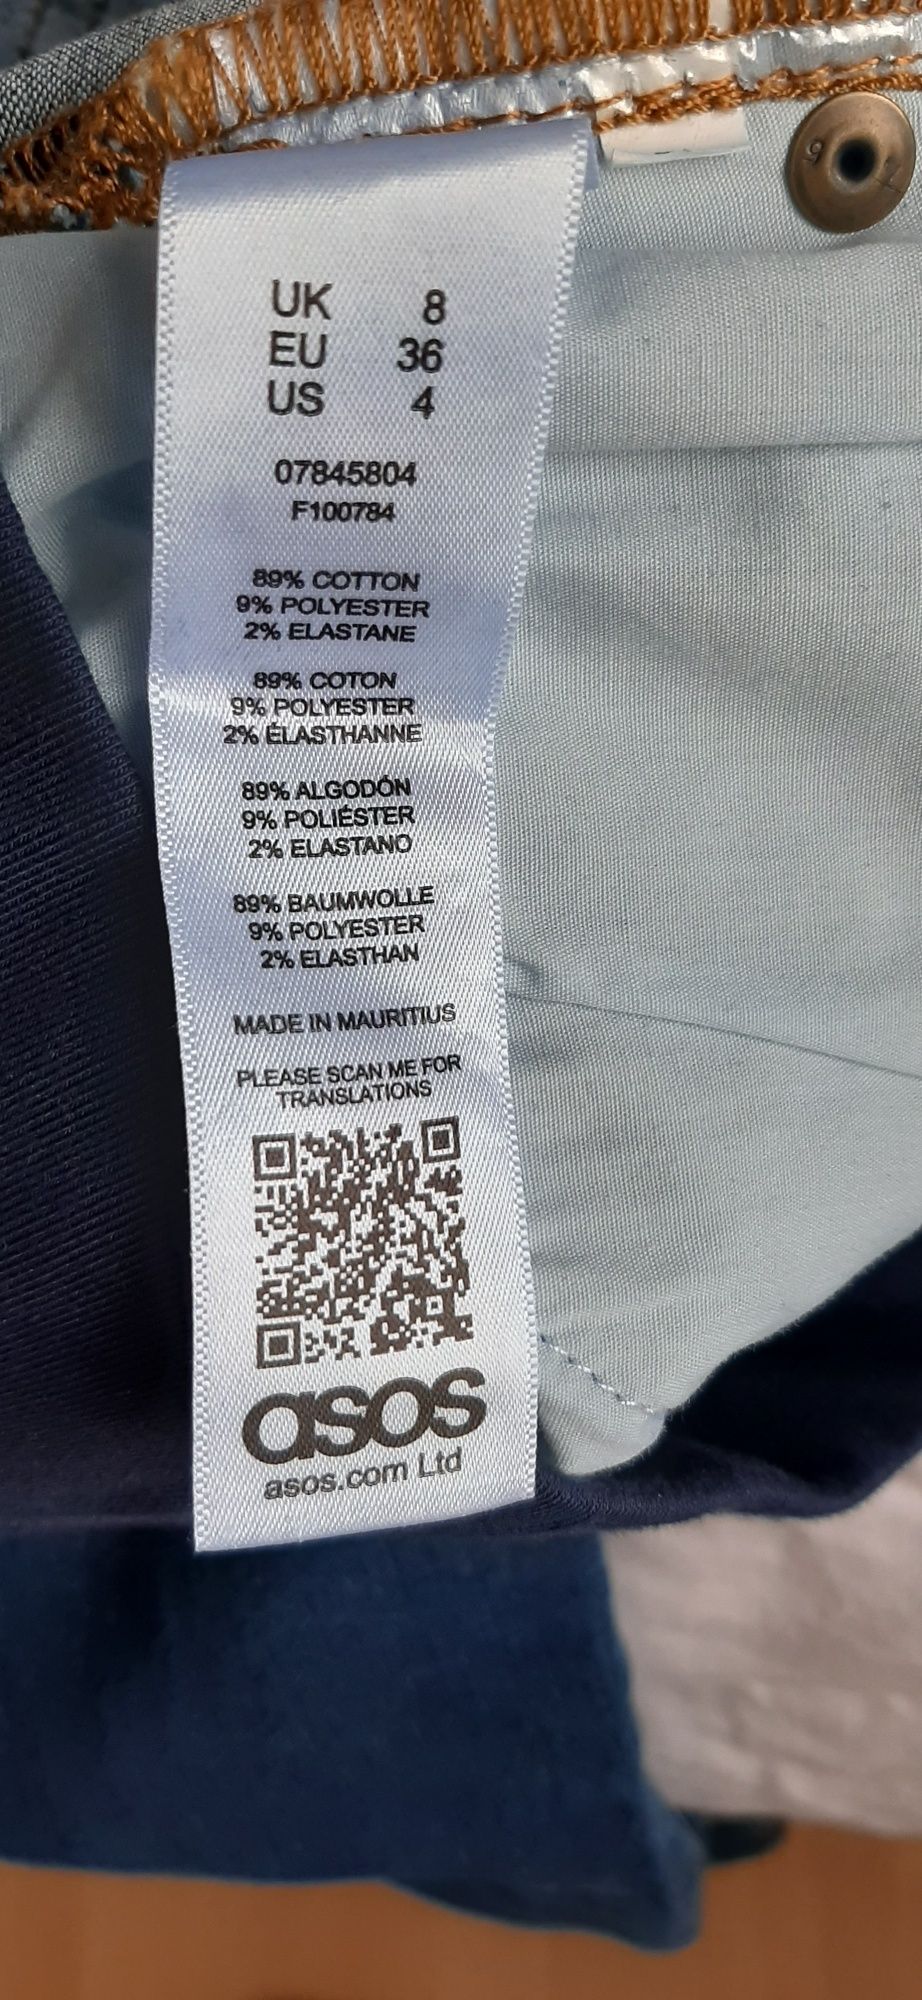 UK 8
EU 36
US 4
07845804
F100784
89% COTTON
9% POLYESTER
2% ELASTANE
89% COTON
9% POLYESTER
2% ÉLASTHANNE
89% ALGODÓN
9% POLIÉSTER
2% ELASTANO
89% BAUMWOLLE
9% POLYESTER
2% ELASTHAN
MADE IN MAURITIUS
PLEASE SCAN ME FOR
TRANSLATIONS
asos
asos.com Ltd